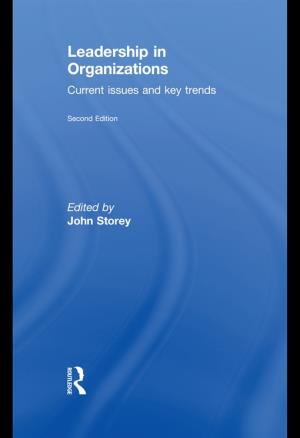 Leadership in
Organizations
Current issues and key trends
Second Edition
Edited by
John Storey
ROUTLEDGE